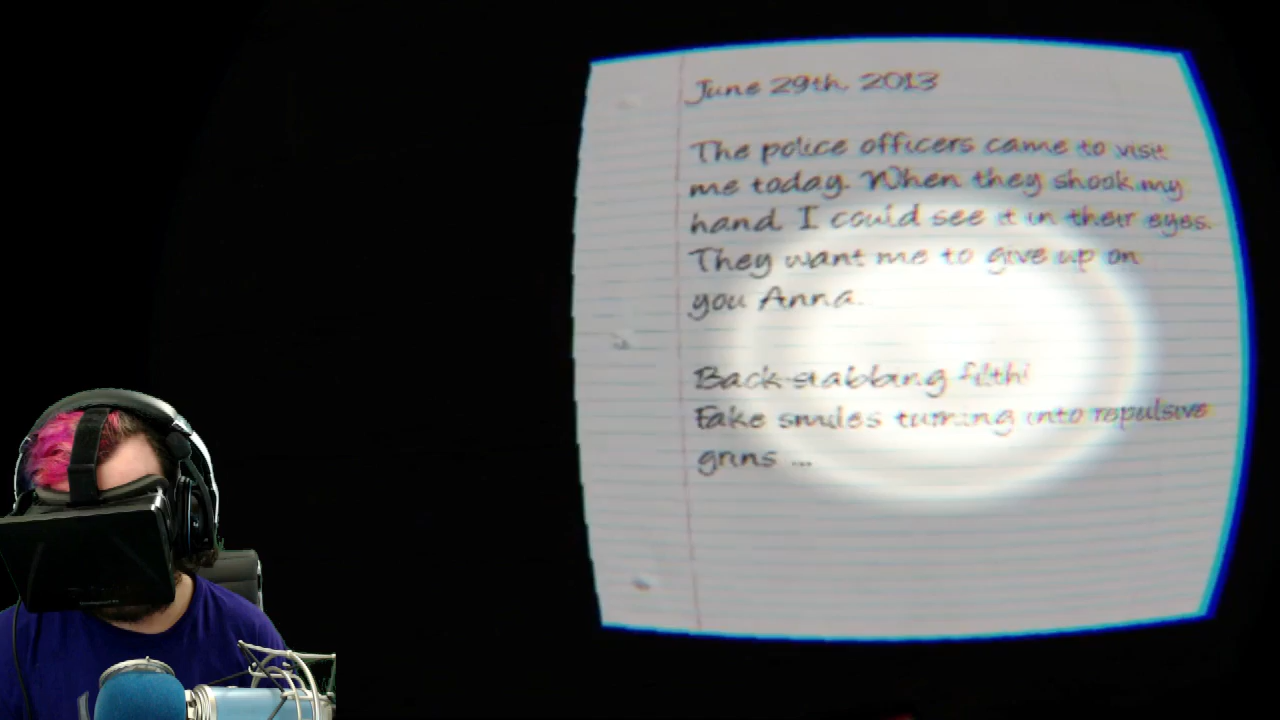 June 29th, 2013
The police officers came to visit
me today. When they shook my
hand, I could see it in their eyes.
They want me to give up on
you Anna.
Back-stabbing filth!
Fake smiles turning into repulsive
grins ...